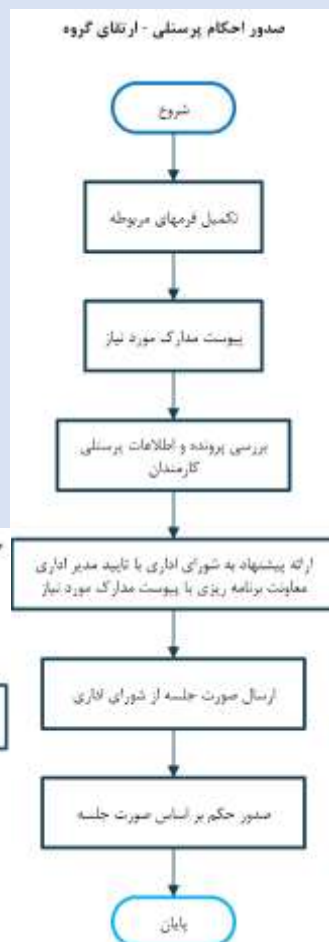 صدور احکام پرسنلی - ارتقای گروه
شروع
تکمیل فرمهای مربوطه
پیوست مدارک مورد نیاز
بررسی پرونده و اطلاعات پرسنلی
کارمندان
ارائه پیشنهاد به شورای اداری با تایید مدیر اداری
معاونت برنامه ریزی با پیوست مدارک مورد نیاز
ارسال صورت جلسه از شورای اداری
صدور حکم بر اساس صورت جلسه
پایان